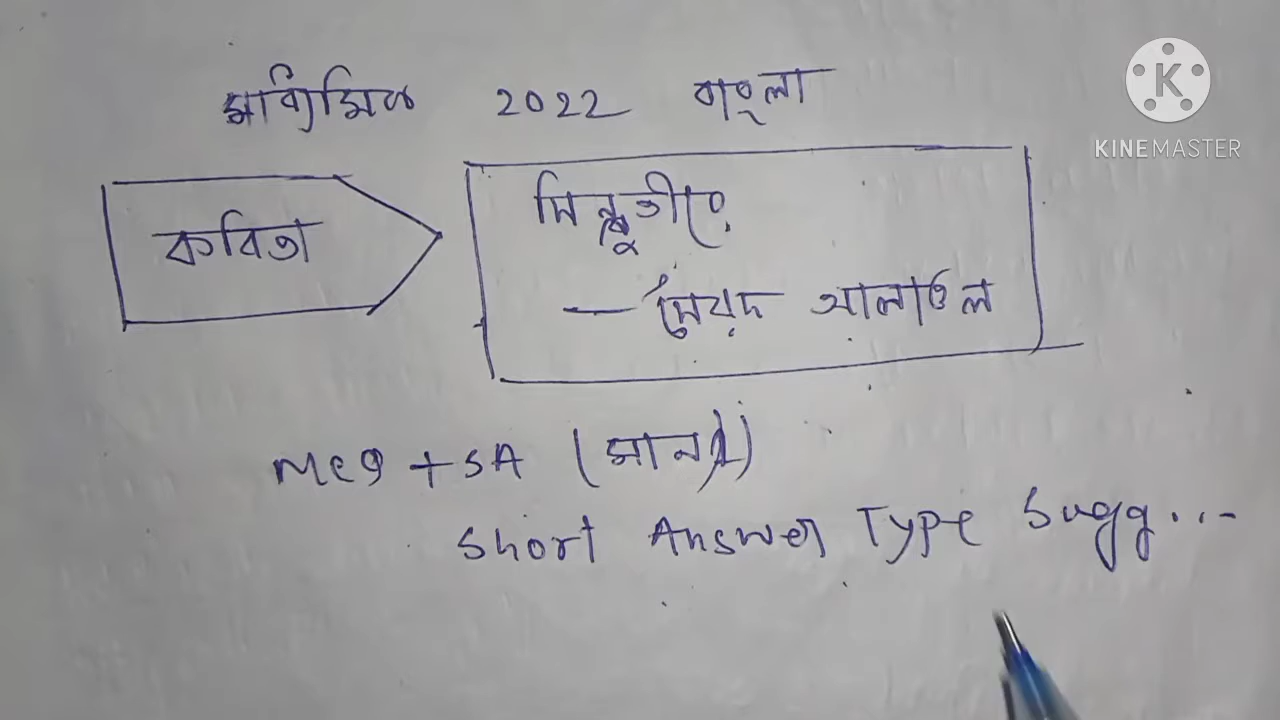 মাধ্যমিক 2022 বাংলা
কবিতা
সিন্ধুতীরে
— সৈয়দ আলাওল
MCQ + SA (মান 1)
Short Answer Type Sugg...
K
KINEMASTER